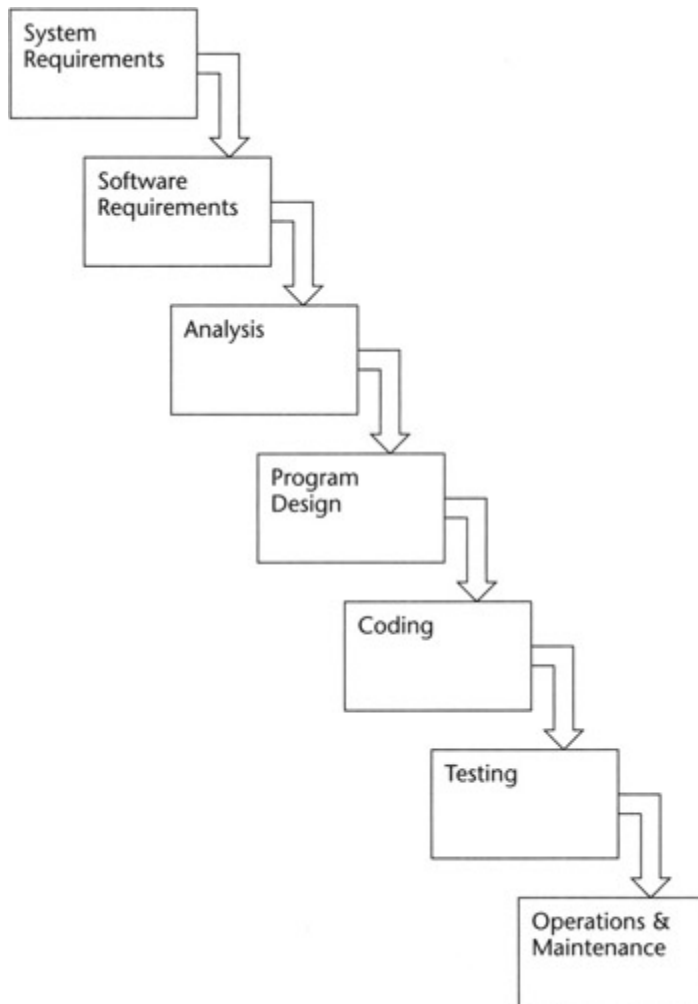 System
Requirements
Software
Requirements
Analysis
Program
Design
Coding
Testing
Operations &
Maintenance